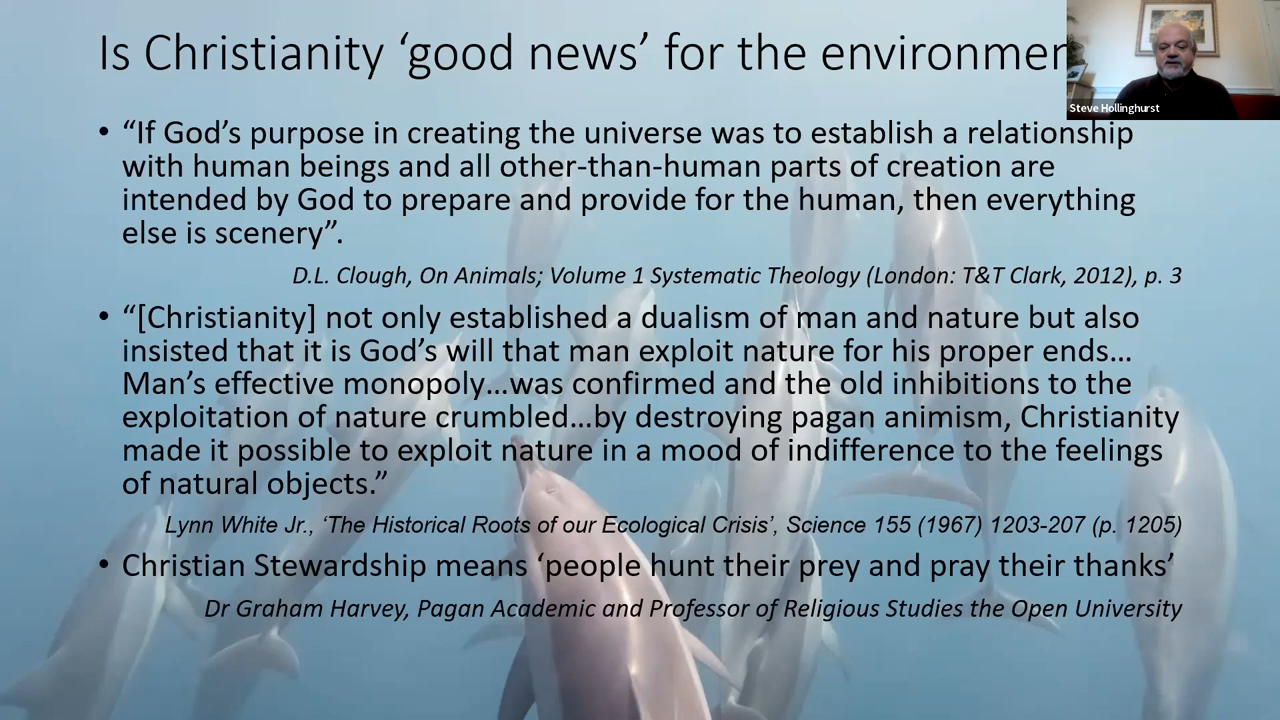 Is Christianity ‘good news’ for the environmen
Steve Hollinghurst
• “If God’s purpose in creating the universe was to establish a relationship
with human beings and all other-than-human parts of creation are
intended by God to prepare and provide for the human, then everything
else is scenery”.
D.L. Clough, On Animals; Volume 1 Systematic Theology (London: T&T Clark, 2012), p. 3
• “[Christianity] not only established a dualism of man and nature but also
insisted that it is God’s will that man exploit nature for his proper ends…
Man’s effective monopoly…was confirmed and the old inhibitions to the
exploitation of nature crumbled…by destroying pagan animism, Christianity
made it possible to exploit nature in a mood of indifference to the feelings
of natural objects.”
Lynn White Jr., ‘The Historical Roots of our Ecological Crisis’, Science 155 (1967) 1203-207 (p. 1205)
• Christian Stewardship means ‘people hunt their prey and pray their thanks’
Dr Graham Harvey, Pagan Academic and Professor of Religious Studies the Open University